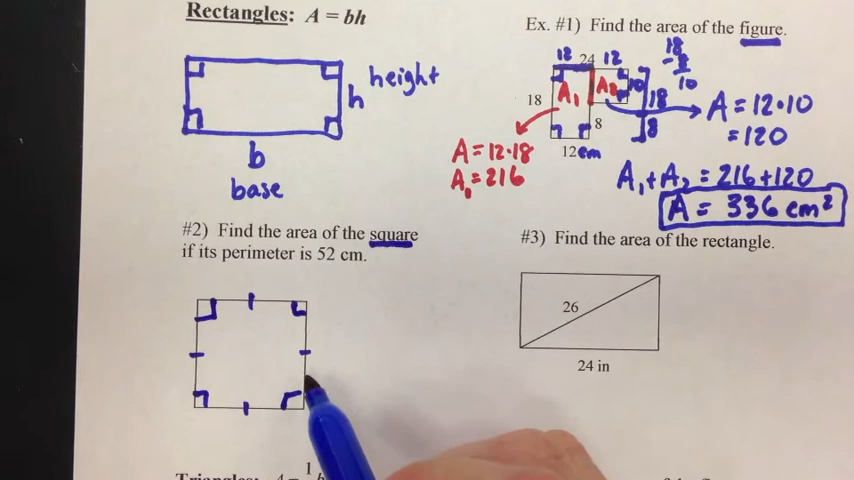 Rectangles: A = bh
h height
b
base
Ex. #1) Find the area of the figure.
12 24 12
18
- 8
10
18 A₁ A₂ 10 18
8 8
12cm
A = 12·10
= 120
A = 12·18
A₁ = 216
A₁ + A₂ = 216 + 120
A = 336 cm²
#2) Find the area of the square
if its perimeter is 52 cm.
#3) Find the area of the rectangle.
26
24 in
Triangles: A = 1